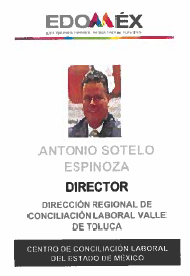 EDOMÉX
ANTONIO SOTELO
ESPINOZA
DIRECTOR
DIRECCIÓN REGIONAL DE
CONCILIACIÓN LABORAL VALLE
DE TOLUCA
CENTRO DE CONCILIACIÓN LABORAL
DEL ESTADO DE MÉXICO